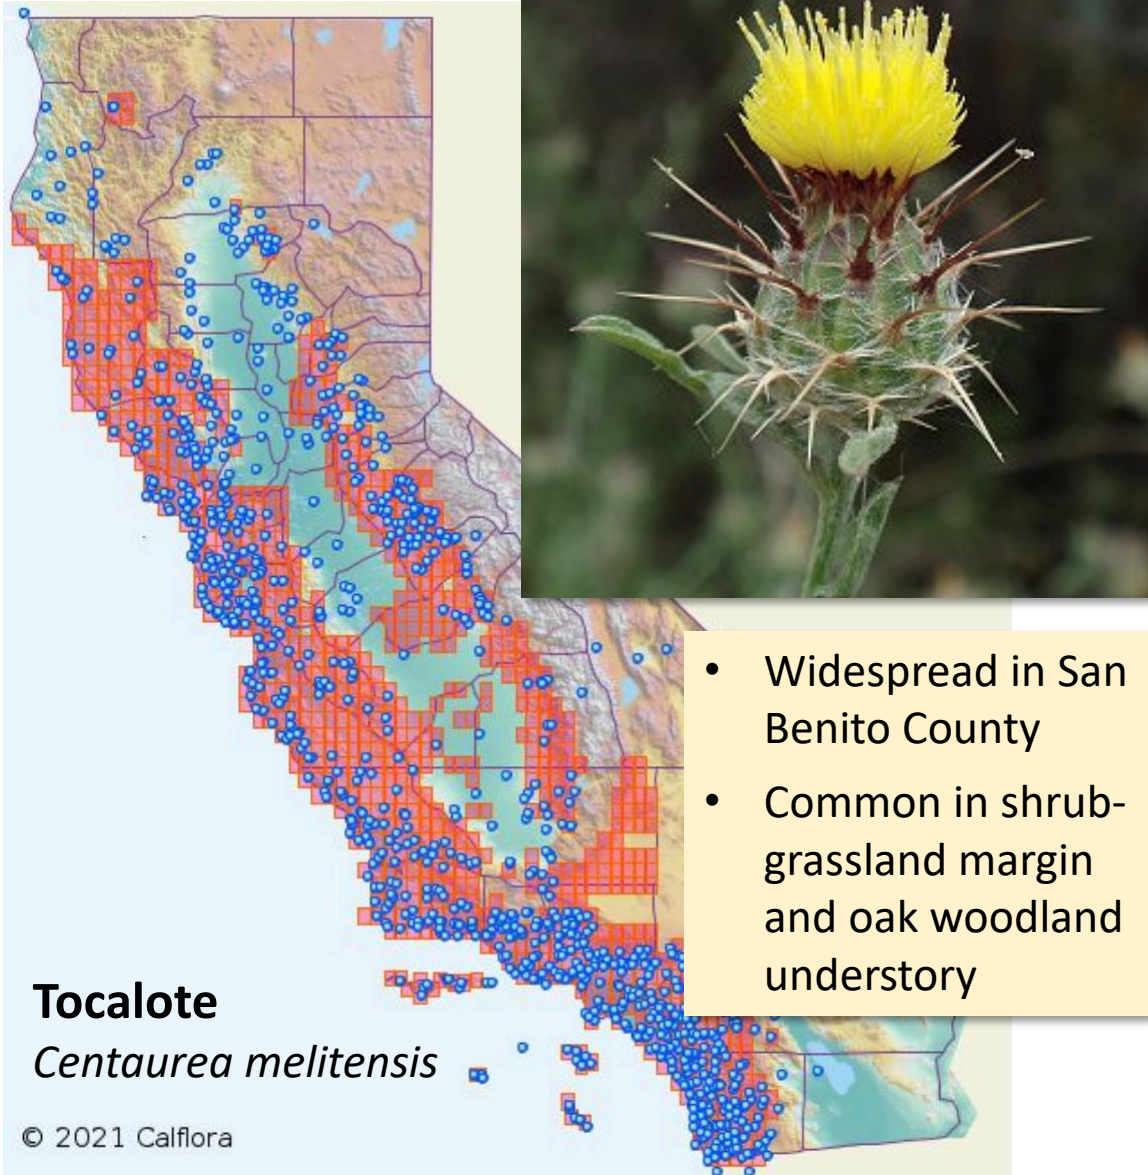 • Widespread in San
Benito County
• Common in shrub-
grassland margin
and oak woodland
understory
Tocalote
Centaurea melitensis
© 2021 Calflora